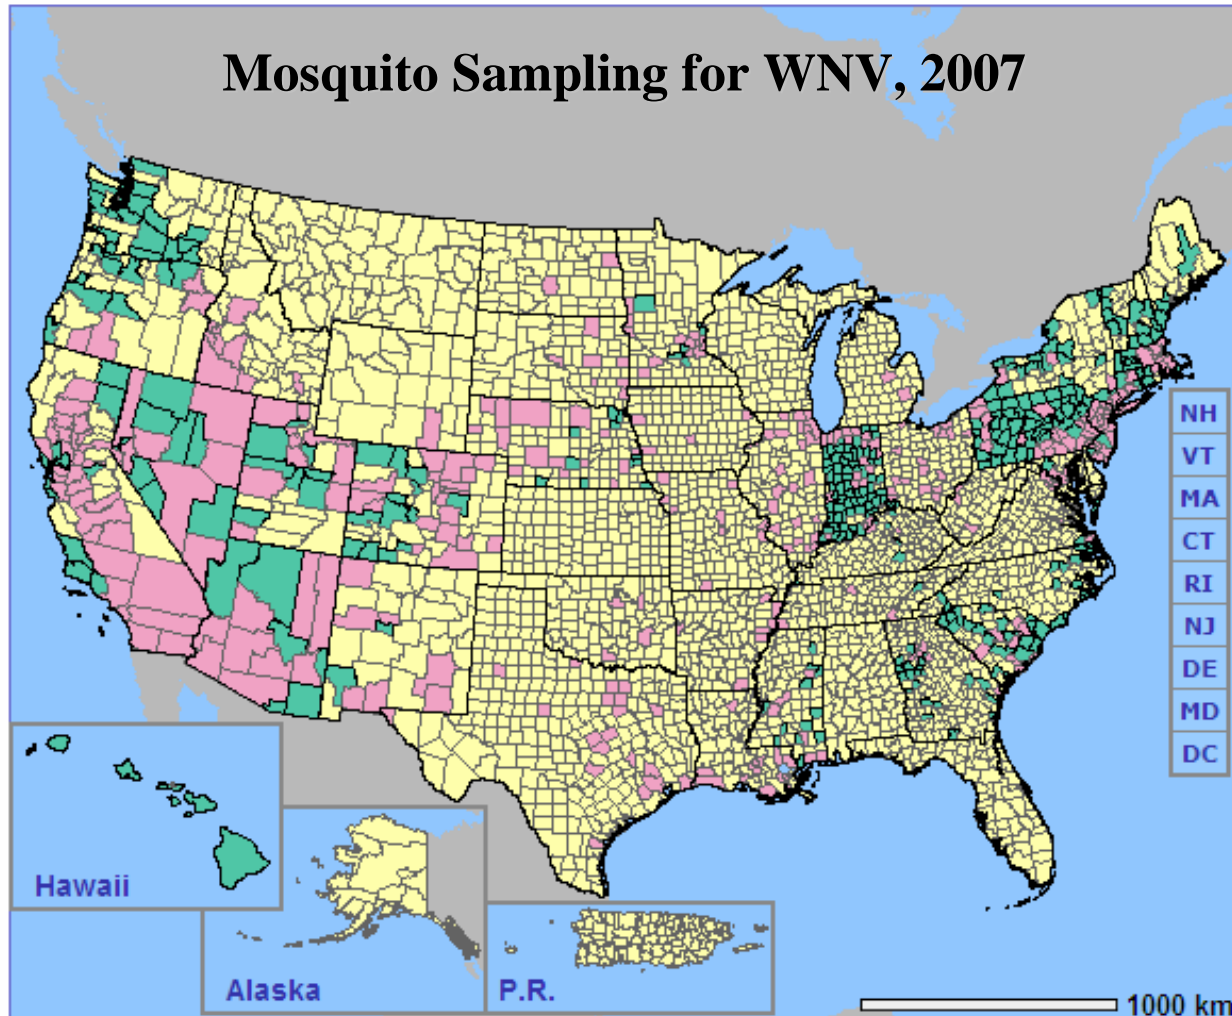 Mosquito Sampling for WNV, 2007
NH
VT
MA
CT
RI
NJ
DE
MD
DC
Hawaii
Alaska
P.R.
1000 km